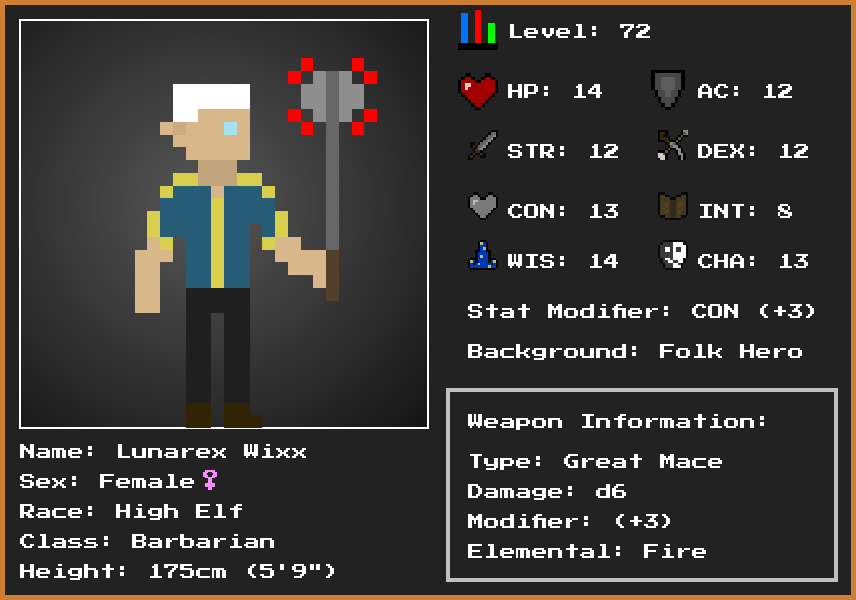 Level: 72
HP: 14
AC: 12
STR: 12
DEX: 12
CON: 13
INT: 8
WIS: 14
CHA: 13
Stat Modifier: CON (+3)
Background: Folk Hero
Weapon Information:
Type: Great Mace
Damage: d6
Modifier: (+3)
Elemental: Fire
Name: Lunarex Wixx
Sex: Female♀
Race: High Elf
Class: Barbarian
Height: 175cm (5'9")